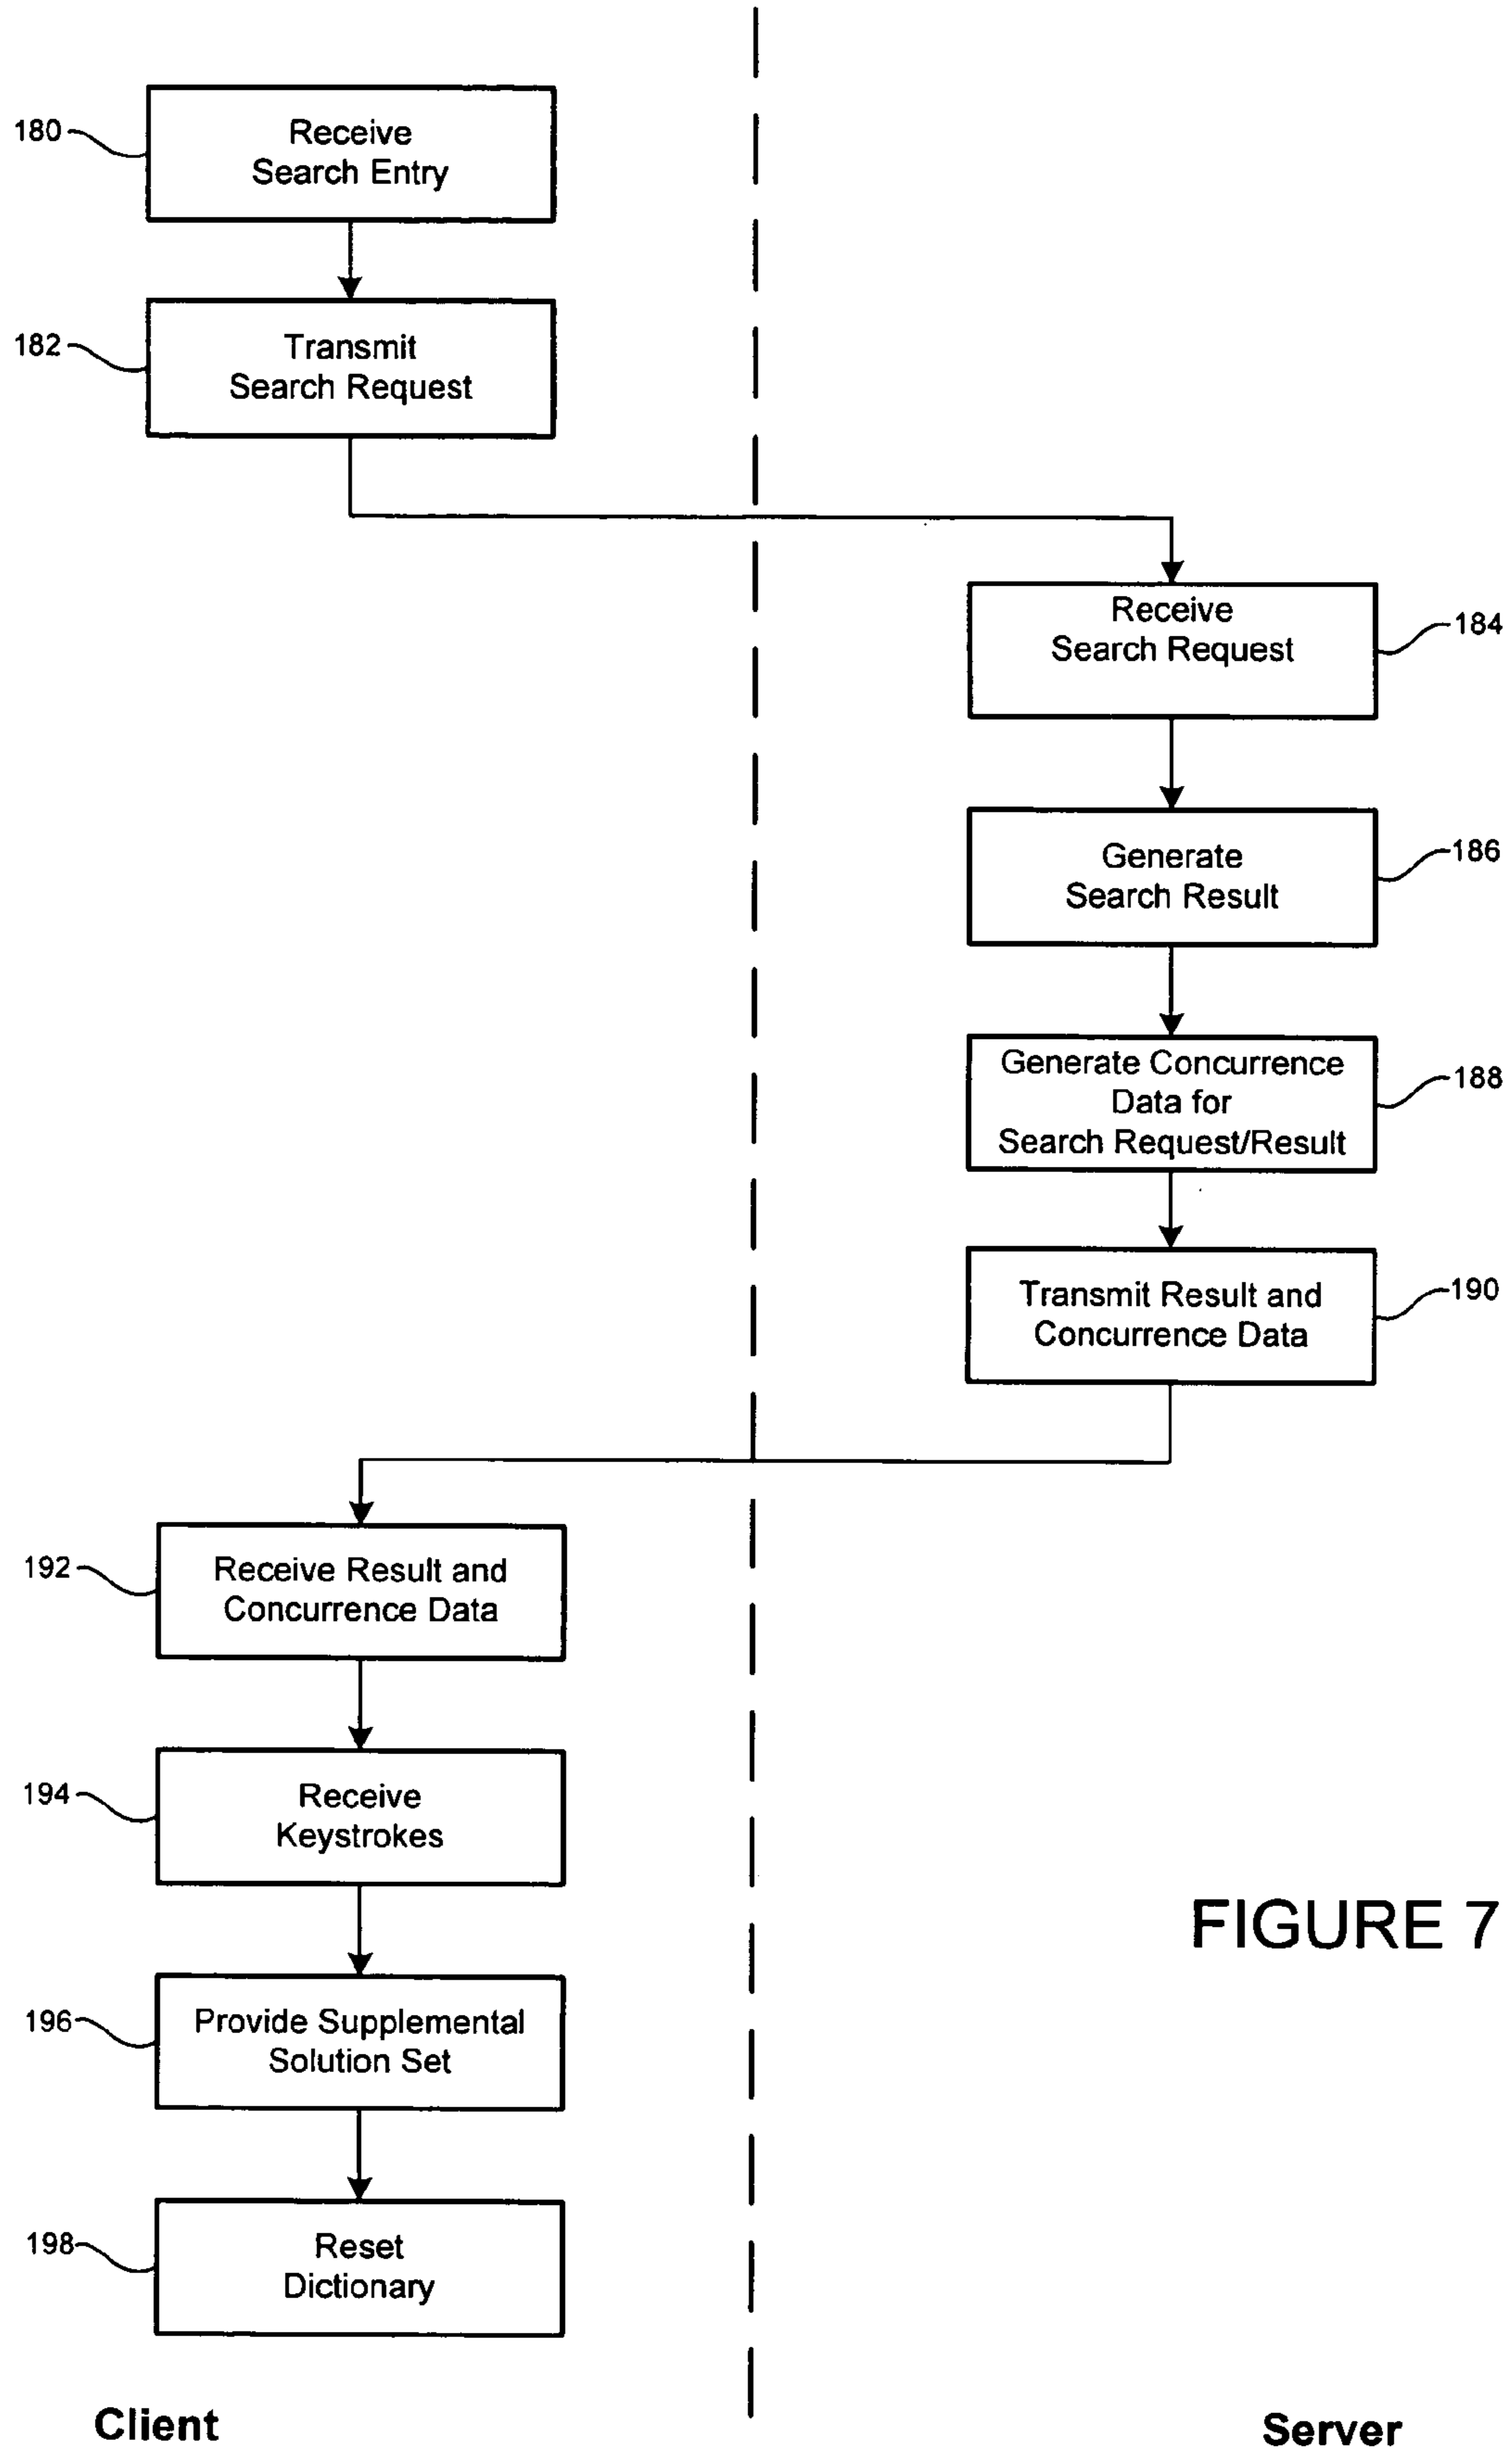 180
Receive
Search Entry
182
Transmit
Search Request
Receive
Search Request
184
Generate
Search Result
186
Generate Concurrence
Data for
Search Request/Result
188
Transmit Result and
Concurrence Data
190
192
Receive Result and
Concurrence Data
194
Receive
Keystrokes
196
Provide Supplemental
Solution Set
198
Reset
Dictionary
FIGURE 7
Client
Server